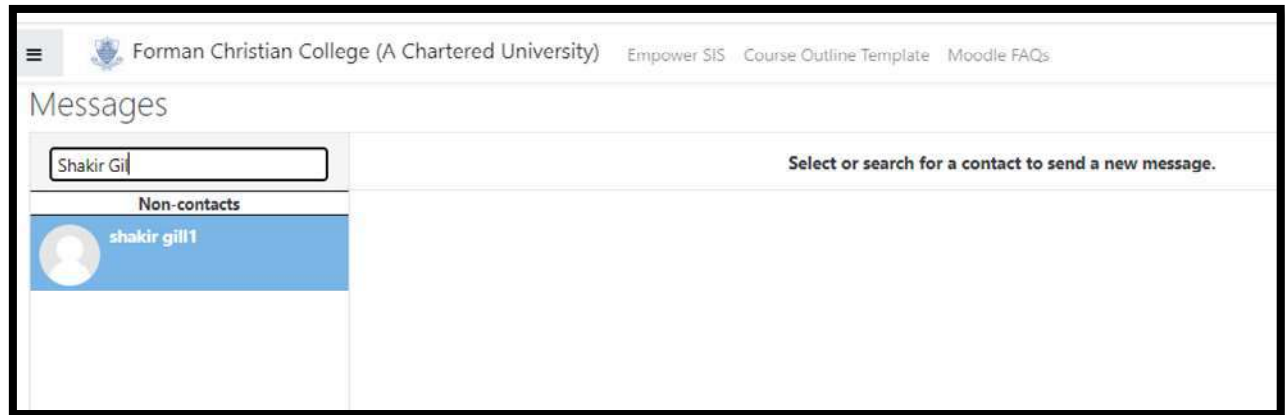 Forman Christian College (A Chartered University) Empower SIS Course Outline Template Moodle FAQs
Messages
Shakir Gil
Select or search for a contact to send a new message.
Non-contacts
shakir gill1